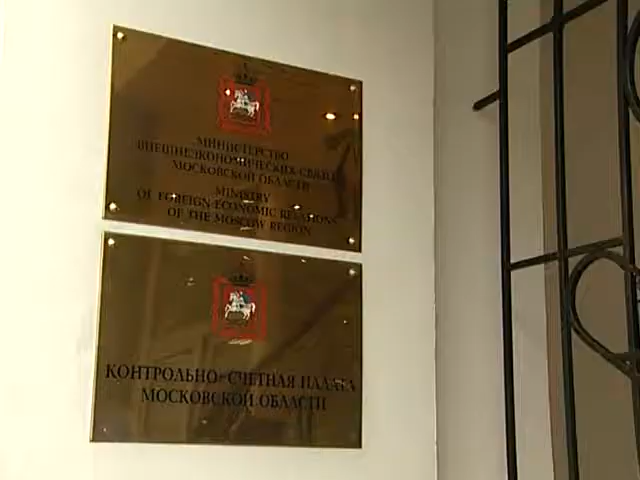 МИНИСТЕРСТВО
ВНЕШНЕЭКОНОМИЧЕСКИХ СВЯЗЕЙ
МОСКОВСКОЙ ОБЛАСТИ
MINISTRY
OF FOREIGN ECONOMIC RELATIONS
OF THE MOSCOW REGION
КОНТРОЛЬНО-СЧЕТНАЯ ПАЛАТА
МОСКОВСКОЙ ОБЛАСТИ